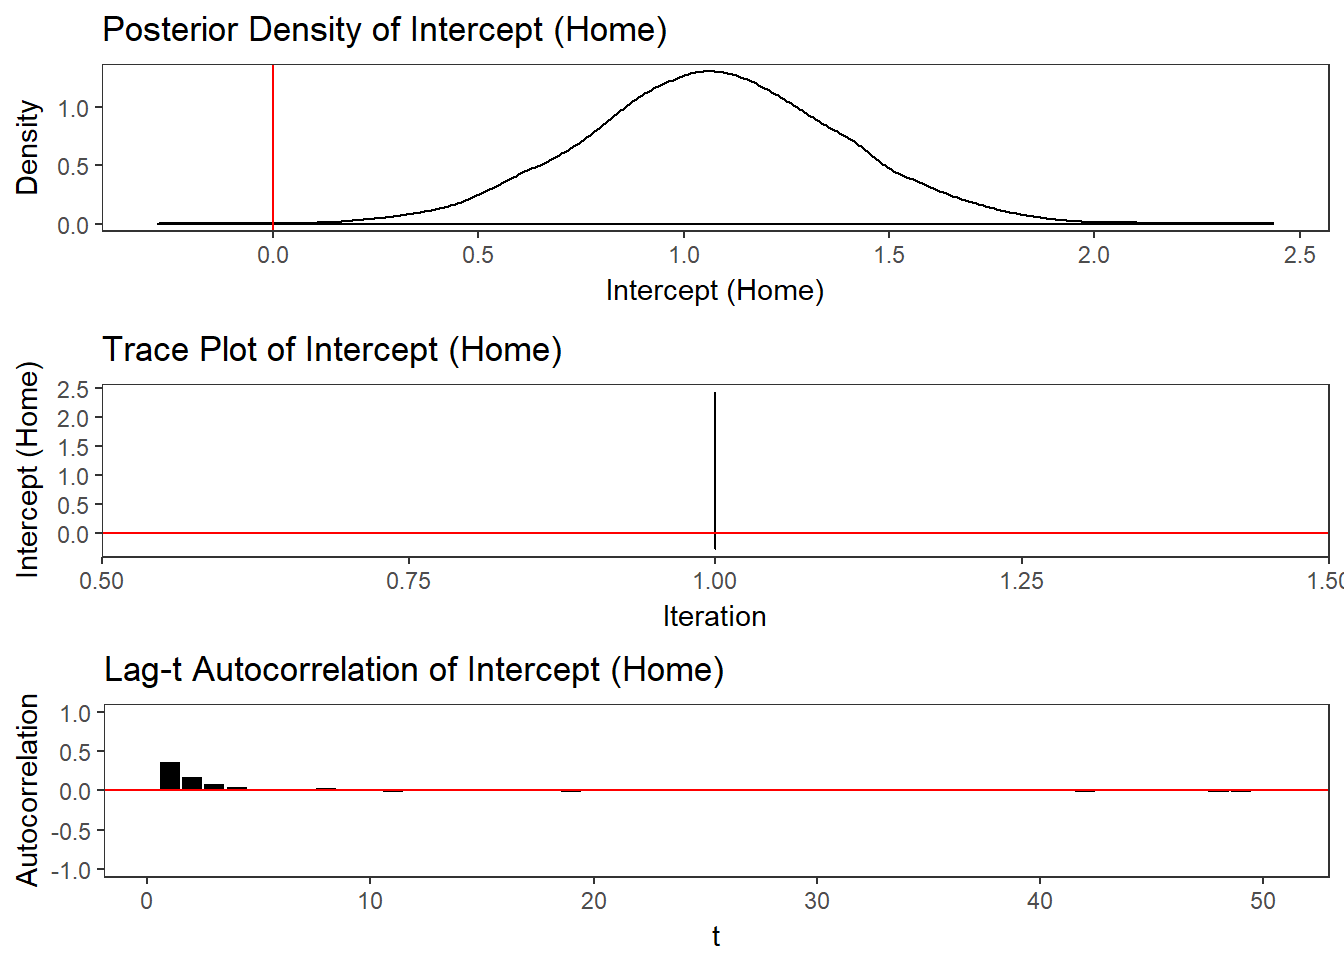 Posterior Density of Intercept (Home)
Density
1.0
0.5
0.0
0.0 0.5 1.0 1.5 2.0 2.5
Intercept (Home)
Trace Plot of Intercept (Home)
Intercept (Home)
2.5
2.0
1.5
1.0
0.5
0.0
0.50 0.75 1.00 1.25 1.50
Iteration
Lag-t Autocorrelation of Intercept (Home)
Autocorrelation
1.0
0.5
0.0
-0.5
-1.0
0 10 20 30 40 50
t